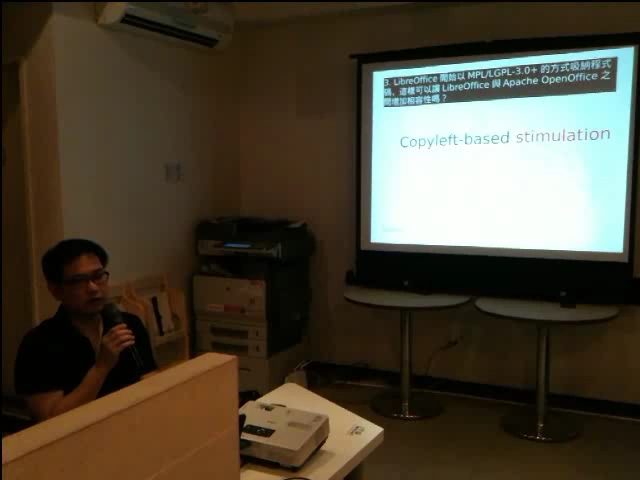 3. LibreOffice 開始以 MPL/LGPL-3.0+ 的方式吸納程式
碼，這樣可以讓 LibreOffice 與 Apache OpenOffice 之
間增加相容性嗎？
Copyleft-based stimulation